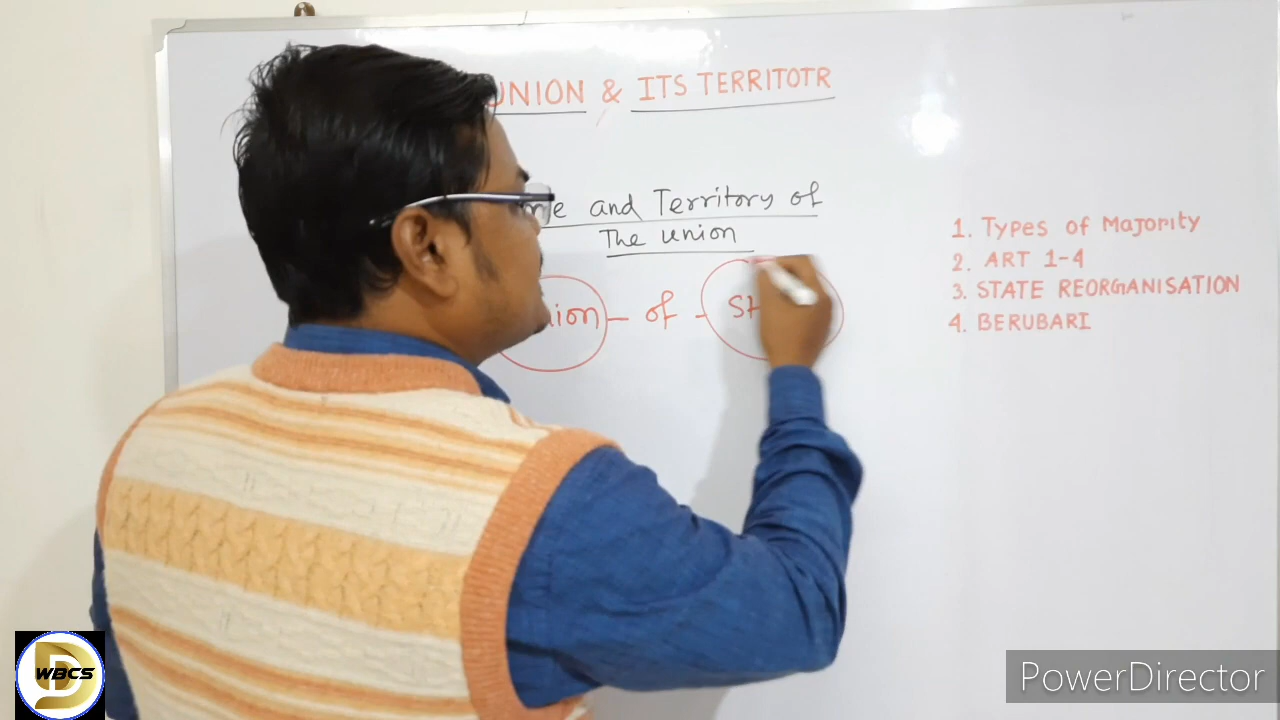 UNION & ITS TERRITOTR
and Territory of
The union
of
1. Types of Majority
2. ART 1-4
3. STATE REORGANISATION
4. BERUBARI
WBCS
PowerDirector